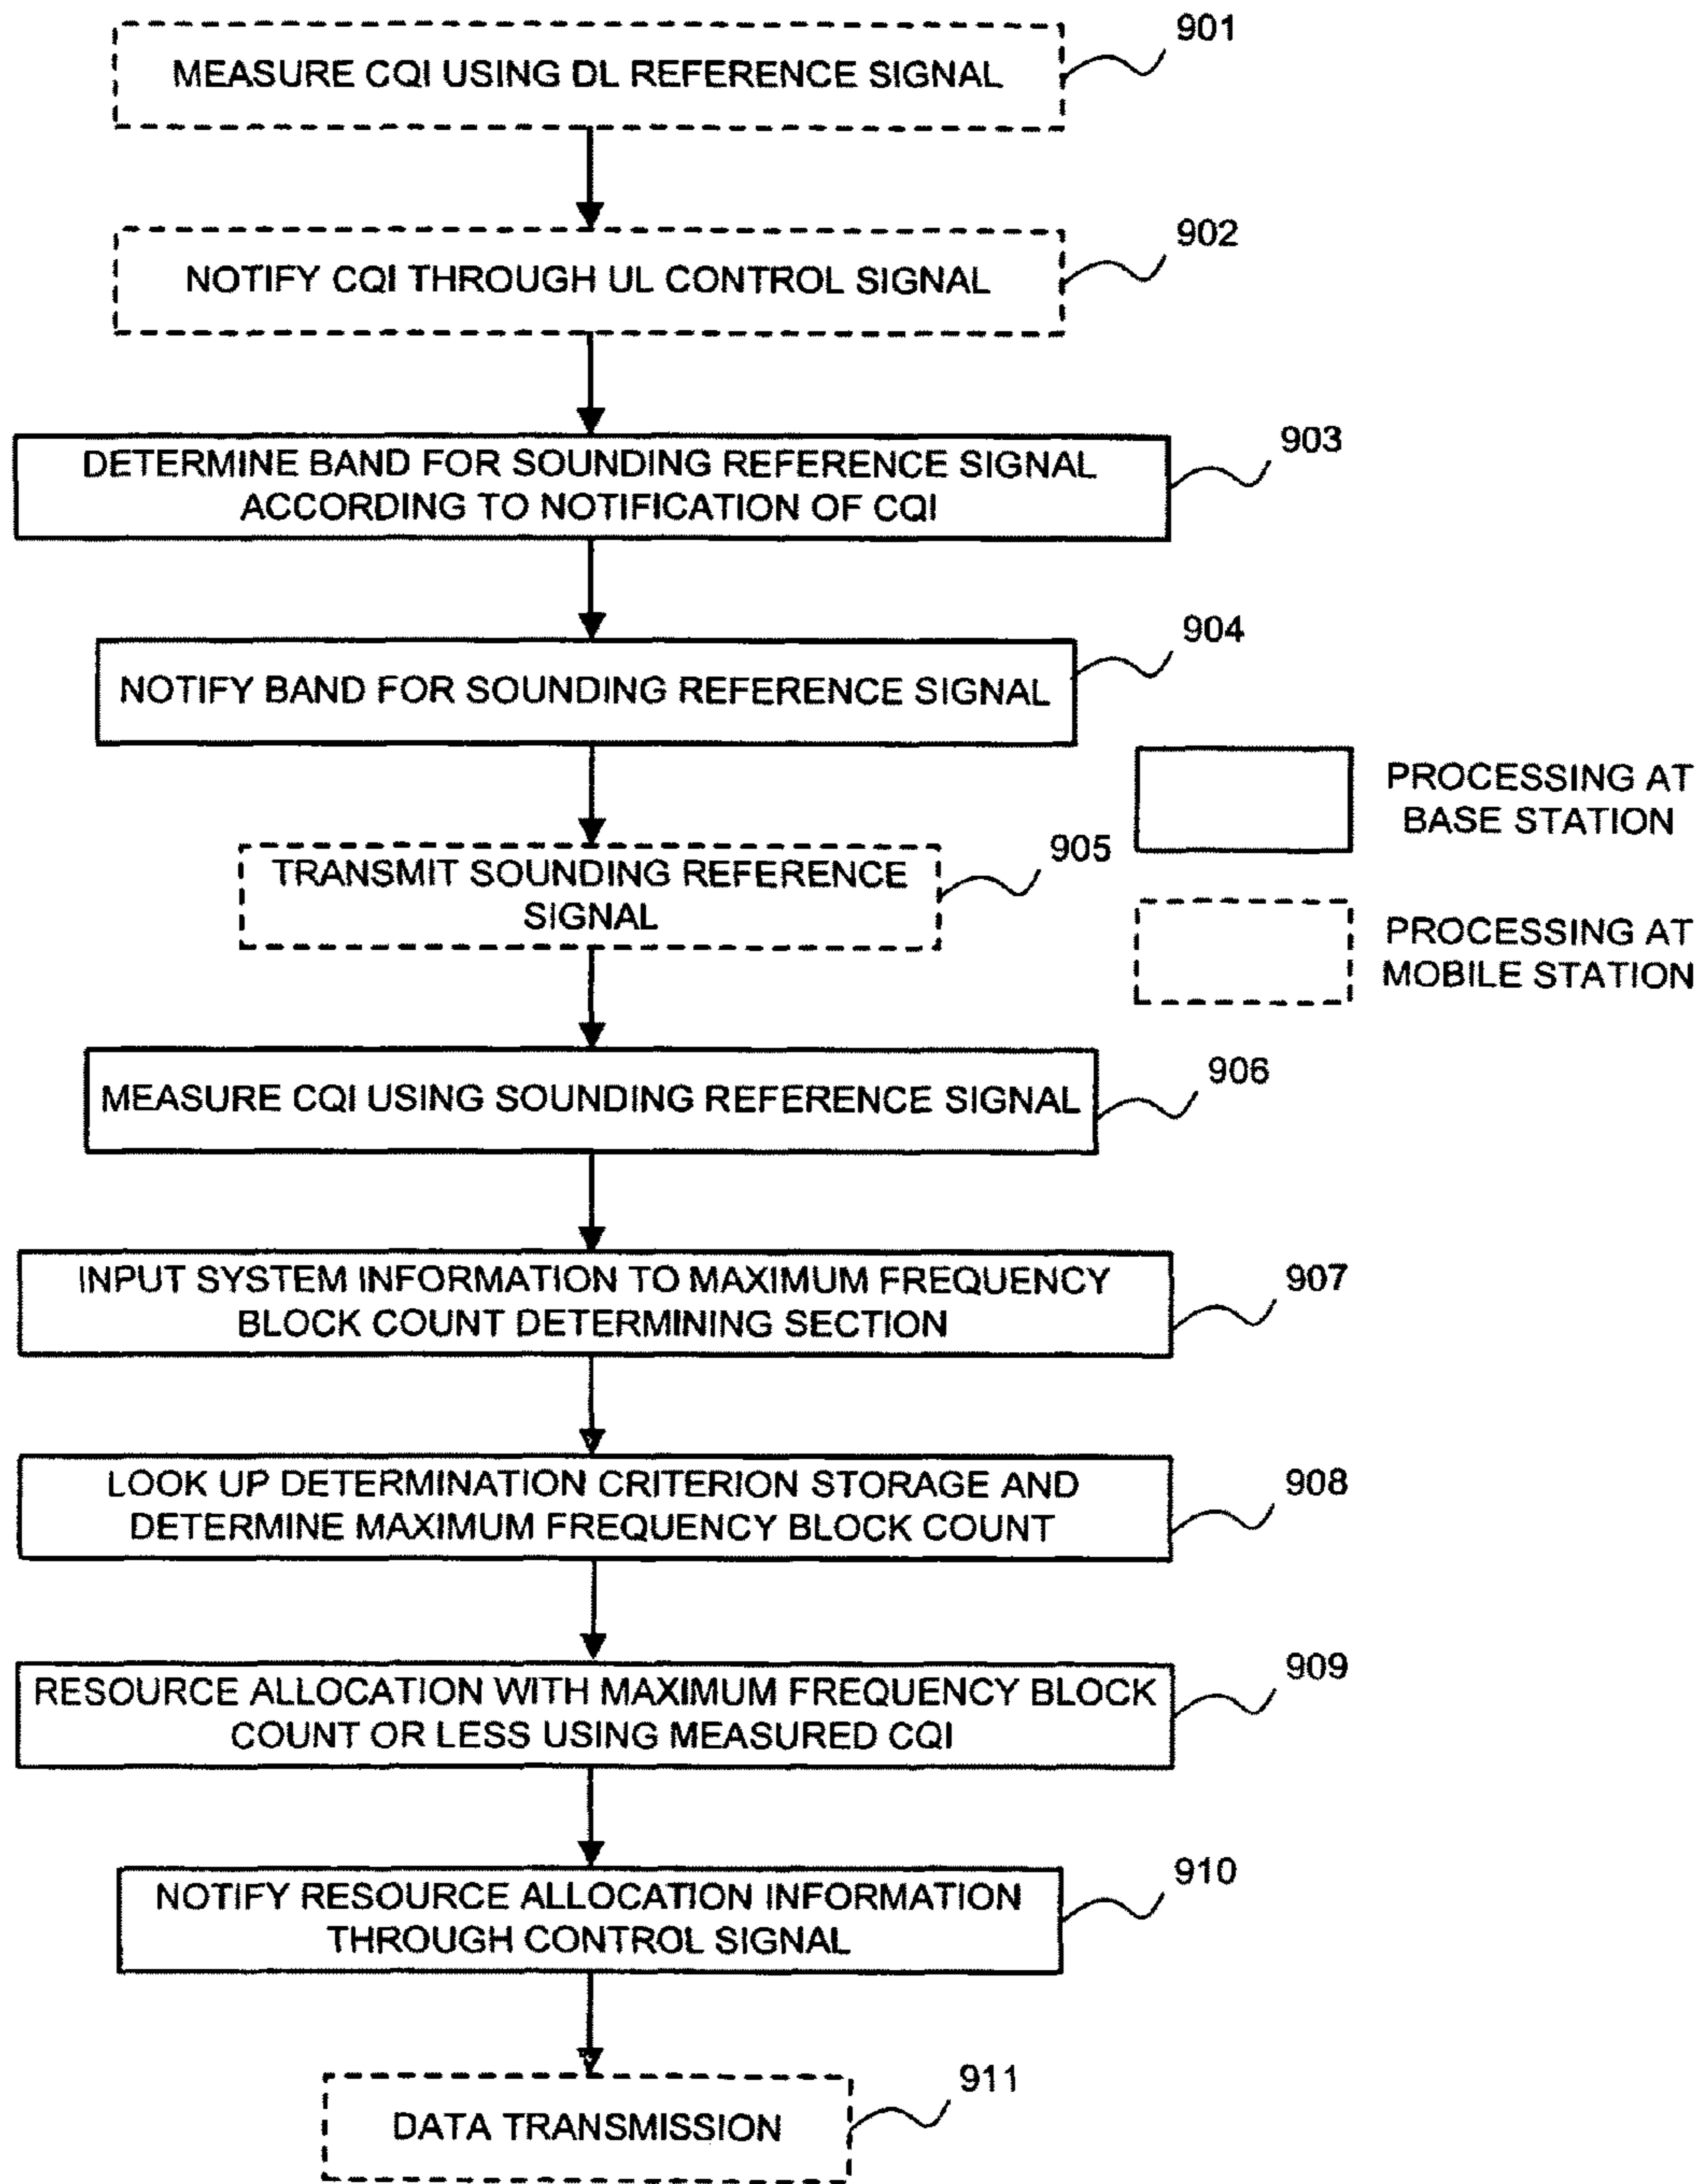 901
MEASURE CQI USING DL REFERENCE SIGNAL
902
NOTIFY CQI THROUGH UL CONTROL SIGNAL
903
DETERMINE BAND FOR SOUNDING REFERENCE SIGNAL
ACCORDING TO NOTIFICATION OF CQI
904
NOTIFY BAND FOR SOUNDING REFERENCE SIGNAL
PROCESSING AT
BASE STATION
905
TRANSMIT SOUNDING REFERENCE
SIGNAL
PROCESSING AT
MOBILE STATION
906
MEASURE CQI USING SOUNDING REFERENCE SIGNAL
907
INPUT SYSTEM INFORMATION TO MAXIMUM FREQUENCY
BLOCK COUNT DETERMINING SECTION
908
LOOK UP DETERMINATION CRITERION STORAGE AND
DETERMINE MAXIMUM FREQUENCY BLOCK COUNT
909
RESOURCE ALLOCATION WITH MAXIMUM FREQUENCY BLOCK
COUNT OR LESS USING MEASURED CQI
910
NOTIFY RESOURCE ALLOCATION INFORMATION
THROUGH CONTROL SIGNAL
911
DATA TRANSMISSION